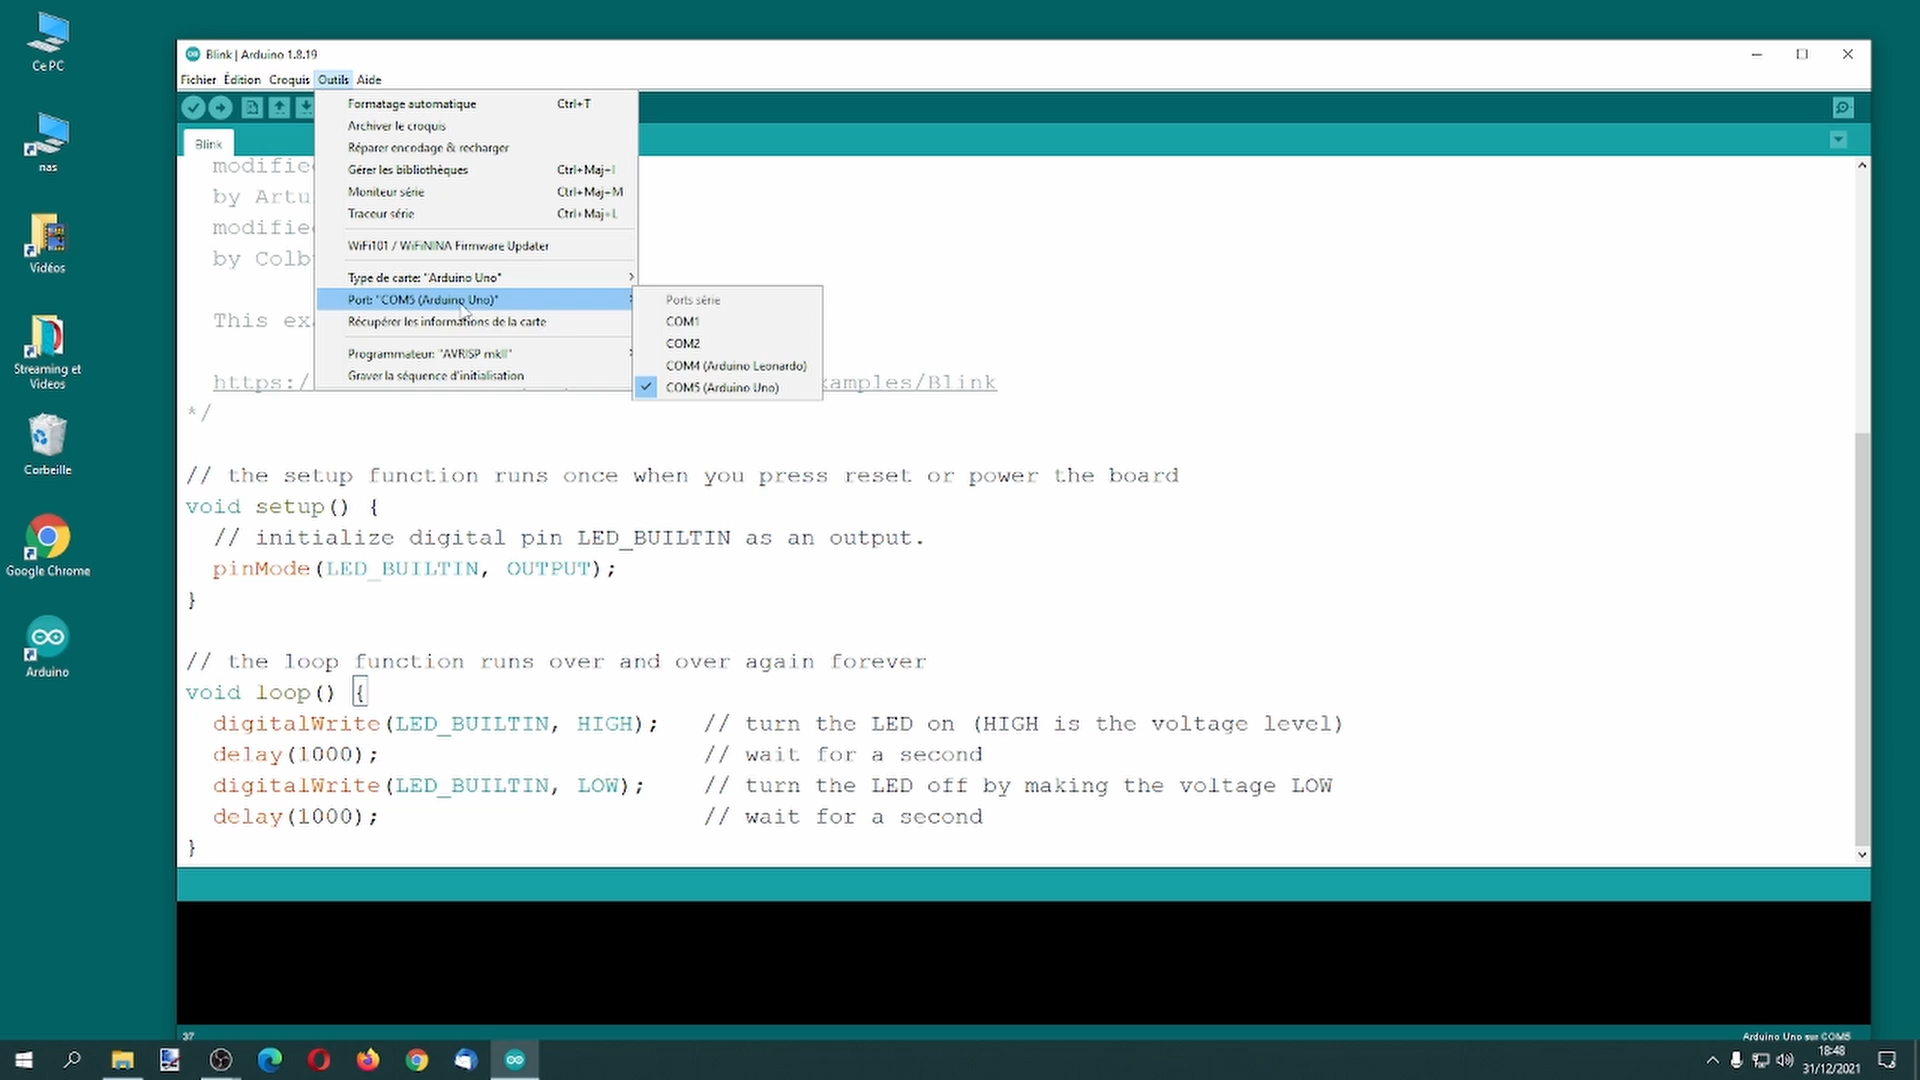 Ce PC
nas
Vidéos
Streaming et
Videos
Corbeille
Google Chrome
Arduino
Blink | Arduino 1.8.19
Fichier Édition Croquis Outils Aide
Formatage automatique Ctrl+T
Archiver le croquis
Réparer encodage & recharger
Gérer les bibliothèques Ctrl+Maj+I
Moniteur série Ctrl+Maj+M
Traceur série Ctrl+Maj+L
WiFi101 / WiFiNINA Firmware Updater
Type de carte: "Arduino Uno"
Port: "COM5 (Arduino Uno)"
Récupérer les informations de la carte
Programmateur: "AVRISP mkII"
Graver la séquence d'initialisation
Ports série
COM1
COM2
COM4 (Arduino Leonardo)
COM5 (Arduino Uno)
Blink
modifie
by Artu
modifie
by Colb
This ex
https:/ amples/Blink
*/
// the setup function runs once when you press reset or power the board
void setup() {
// initialize digital pin LED_BUILTIN as an output.
pinMode(LED_BUILTIN, OUTPUT);
}
// the loop function runs over and over again forever
void loop() {
digitalWrite(LED_BUILTIN, HIGH); // turn the LED on (HIGH is the voltage level)
delay(1000); // wait for a second
digitalWrite(LED_BUILTIN, LOW); // turn the LED off by making the voltage LOW
delay(1000); // wait for a second
}
37
Arduino Uno sur COM5
18:48
31/12/2021